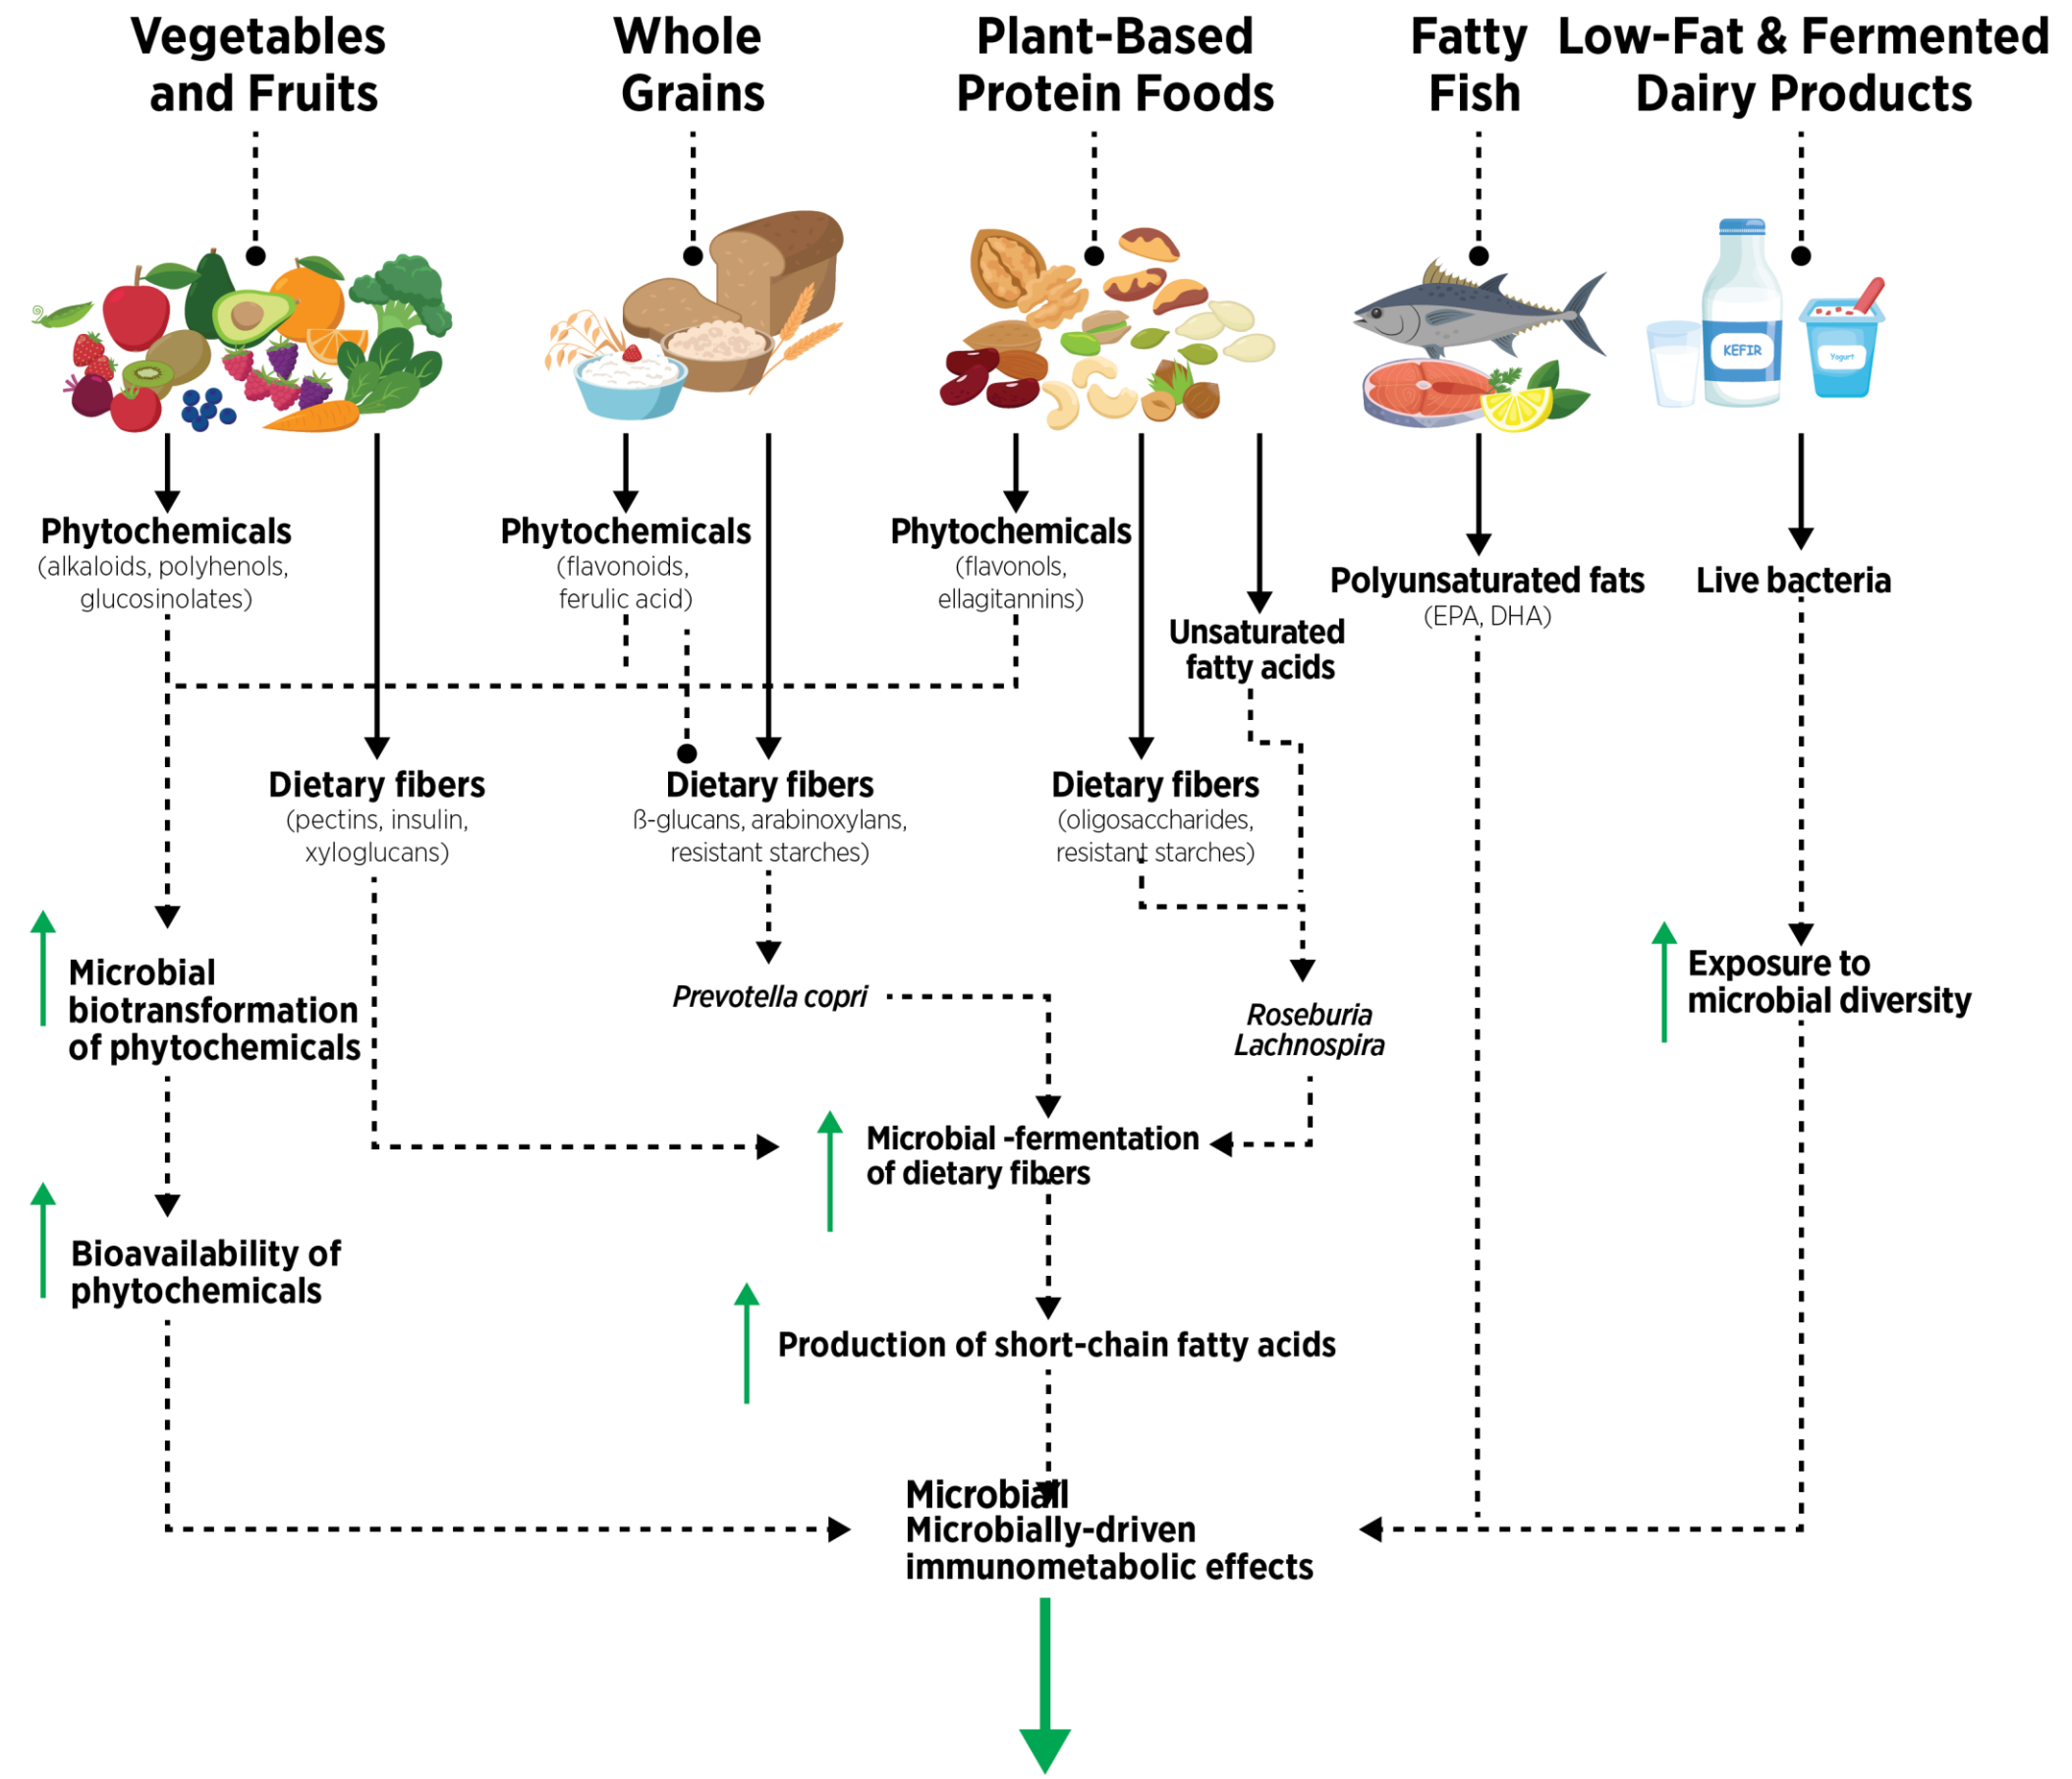 Vegetables
and Fruits
Whole
Grains
Plant-Based
Protein Foods
Fatty
Fish
Low-Fat & Fermented
Dairy Products
KEFIR
Yogurt
Phytochemicals
(alkaloids, polyhenols,
glucosinolates)
Phytochemicals
(flavonoids,
ferulic acid)
Phytochemicals
(flavonols,
ellagitannins)
Unsaturated
fatty acids
Polyunsaturated fats
(EPA, DHA)
Live bacteria
Dietary fibers
(pectins, insulin,
xyloglucans)
Dietary fibers
ß-glucans, arabinoxylans,
resistant starches)
Dietary fibers
(oligosaccharides,
resistant starches)
Microbial
biotransformation
of phytochemicals
Prevotella copri
Roseburia
Lachnospira
Exposure to
microbial diversity
Microbial -fermentation
of dietary fibers
Bioavailability of
phytochemicals
Production of short-chain fatty acids
Microbiall
Microbially-driven
immunometabolic effects